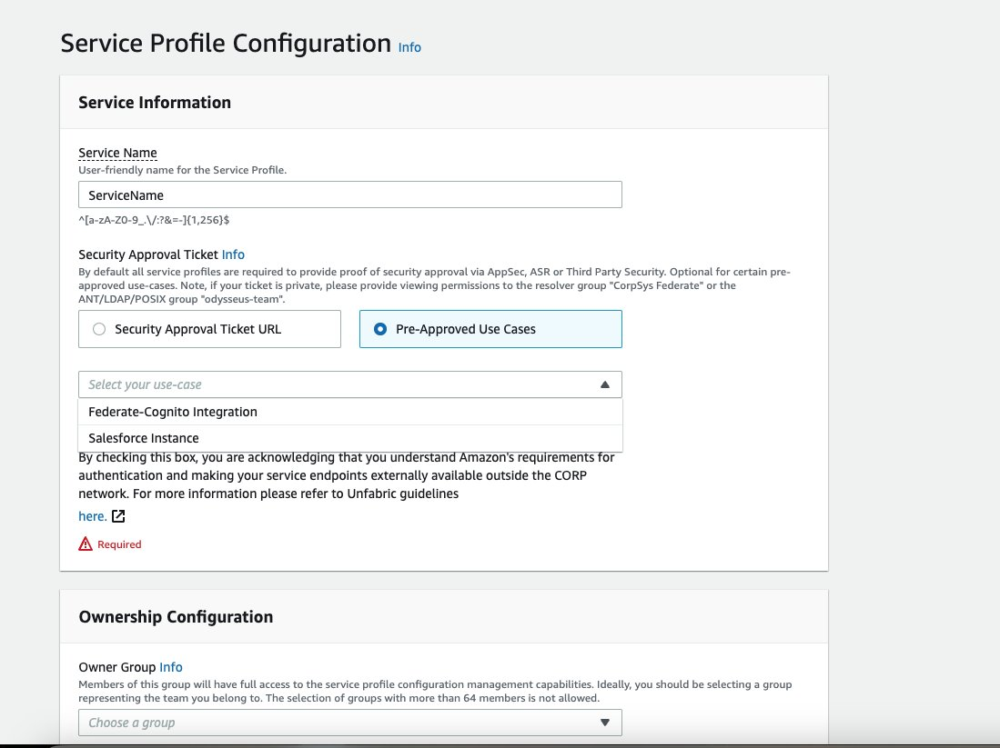 Service Profile Configuration Info
Service Information
Service Name
User-friendly name for the Service Profile.
ServiceName
^[a-zA-Z0-9_.\/:?&=-]{1,256}$
Security Approval Ticket Info
By default all service profiles are required to provide proof of security approval via AppSec, ASR or Third Party Security. Optional for certain pre-
approved use-cases. Note, if your ticket is private, please provide viewing permissions to the resolver group "CorpSys Federate" or the
ANT/LDAP/POSIX group "odysseus-team".
Security Approval Ticket URL Pre-Approved Use Cases
Select your use-case
Federate-Cognito Integration
Salesforce Instance
By checking this box, you are acknowledging that you understand Amazon's requirements for
authentication and making your service endpoints externally available outside the CORP
network. For more information please refer to Unfabric guidelines
here.
Required
Ownership Configuration
Owner Group Info
Members of this group will have full access to the service profile configuration management capabilities. Ideally, you should be selecting a group
representing the team you belong to. The selection of groups with more than 64 members is not allowed.
Choose a group